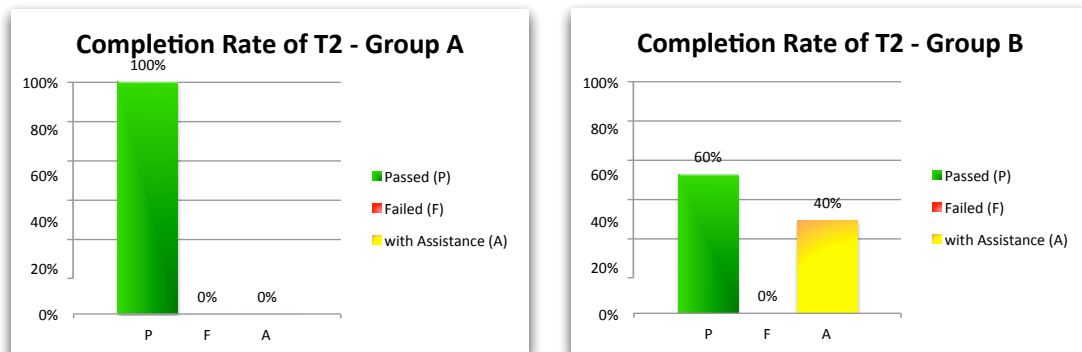 Completion Rate of T2 - Group A
100%
100%
80%
60%
40%
20%
0%
0%
0%
P
F
A
Passed (P)
Failed (F)
with Assistance (A)
Completion Rate of T2 - Group B
100%
80%
60%
40%
20%
0%
60%
0%
40%
P
F
A
Passed (P)
Failed (F)
with Assistance (A)